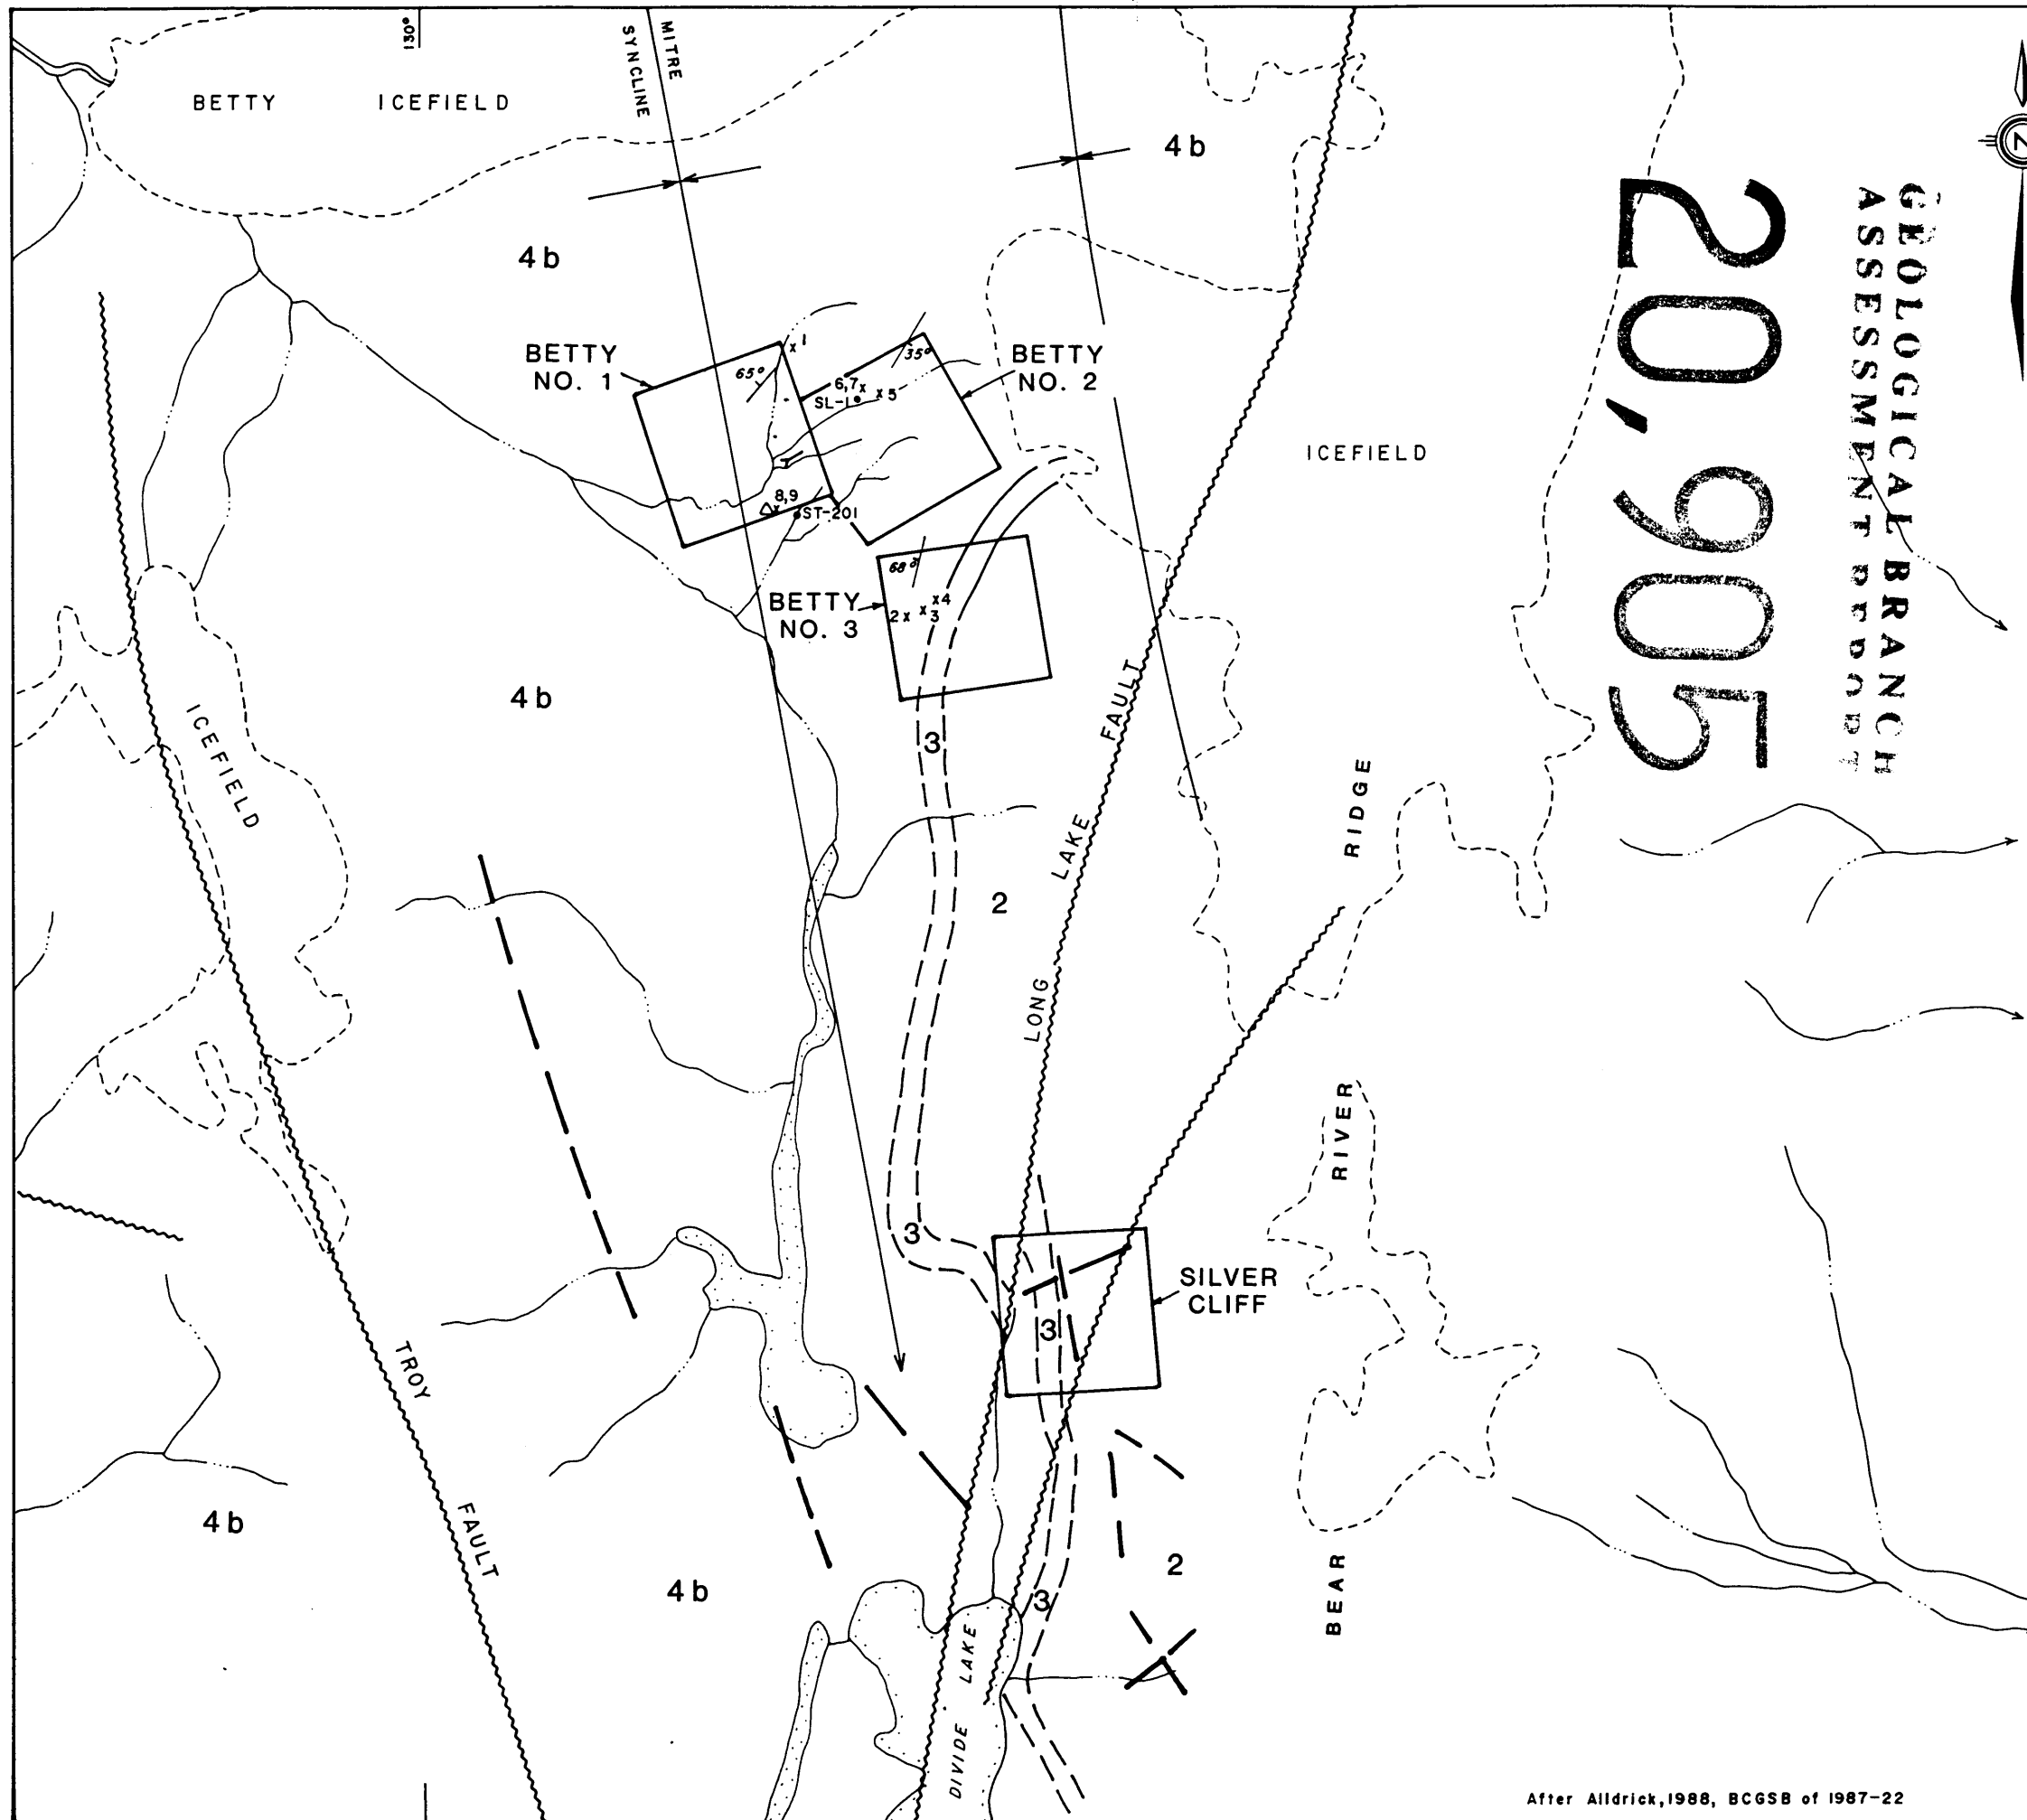 130°
MITRE
SYNCLINE
BETTY ICEFIELD
4b
4b
GEOLOGICAL BRANCH
ASSESSMENT REPORT
20,905
N
BETTY
NO. 1
x 1
65°
35°
BETTY
NO. 2
6,7x
x 5
SL-1
ICEFIELD
8,9
x
ST-201
68°
BETTY
NO. 3
2x
x 3
x4
4b
ICEFIELD
3
LONG LAKE FAULT
2
BEAR RIVER RIDGE
3
SILVER
CLIFF
3
TROY FAULT
4b
4b
2
3
DIVIDE LAKE
After Alldrick,1988, BCGSB of 1987-22